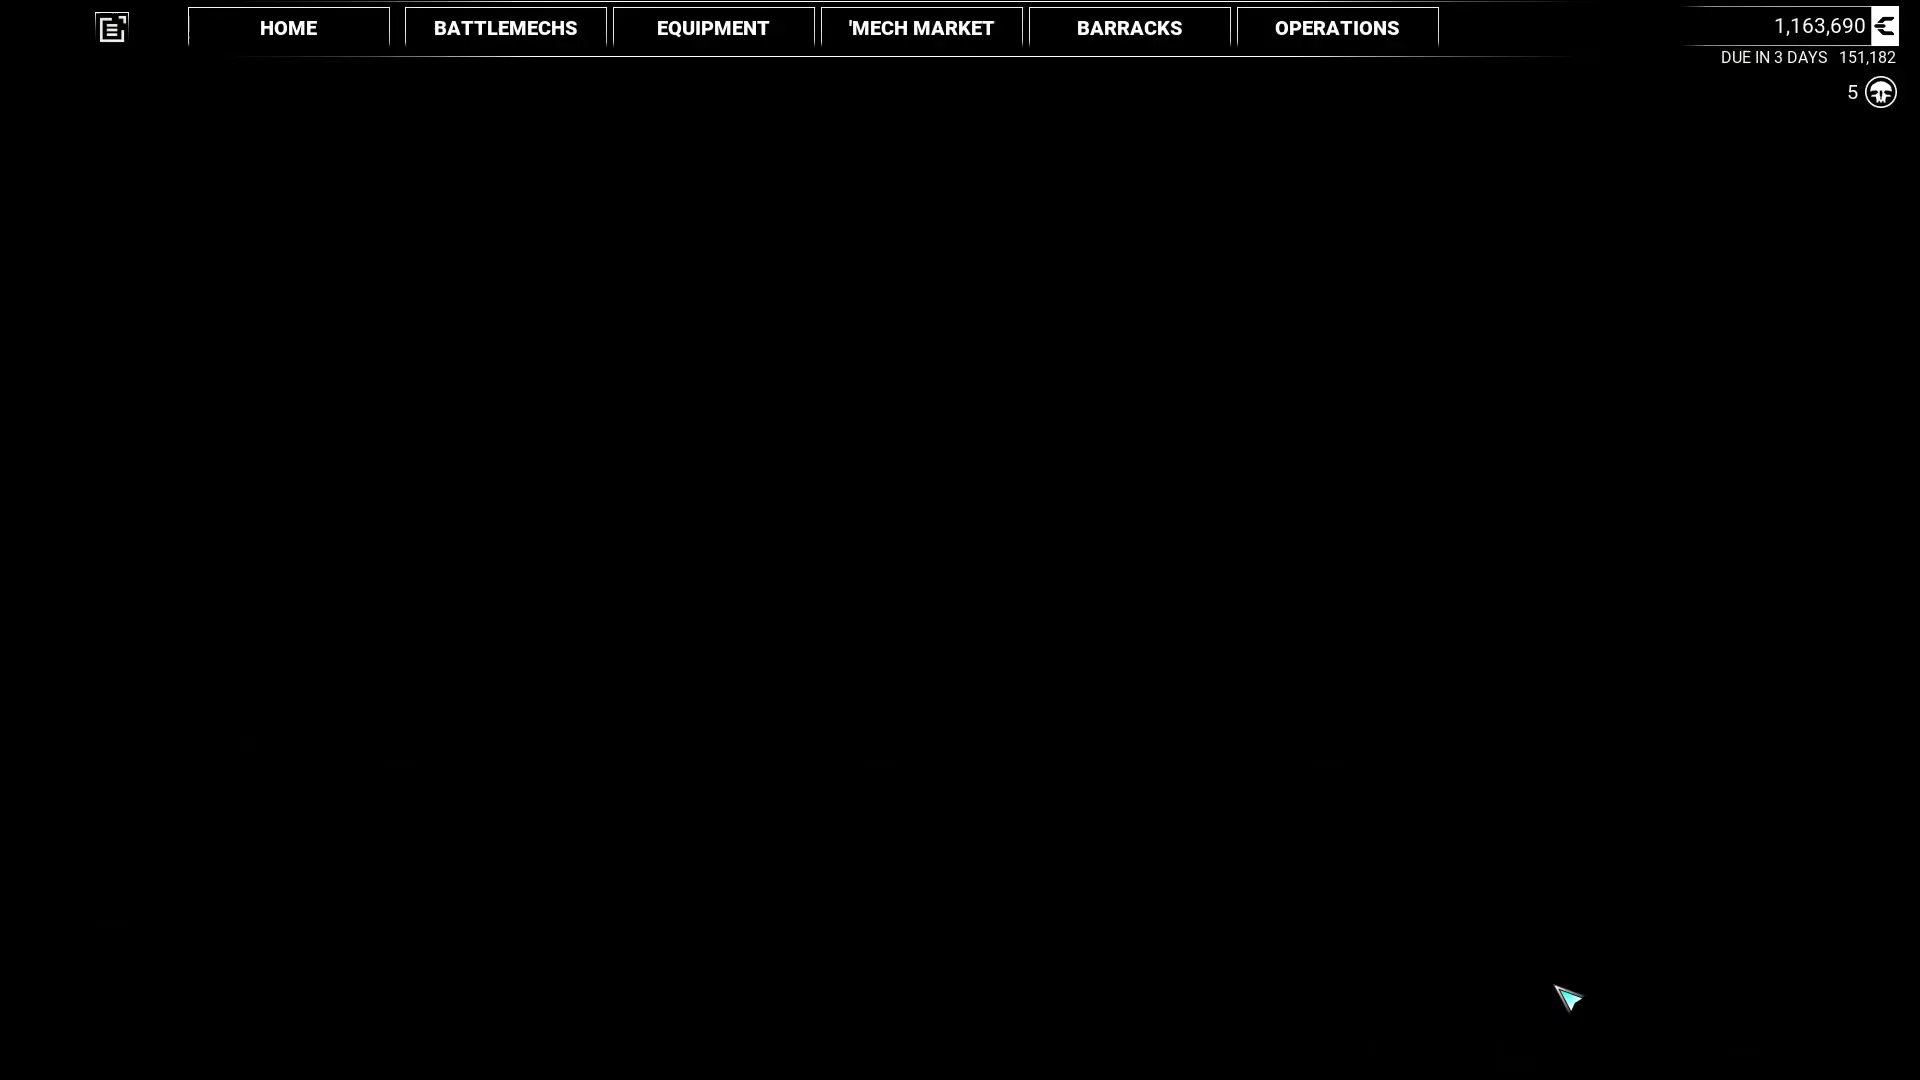 HOME
BATTLEMECHS
EQUIPMENT
'MECH MARKET
BARRACKS
OPERATIONS
1,163,690
DUE IN 3 DAYS 151,182
5